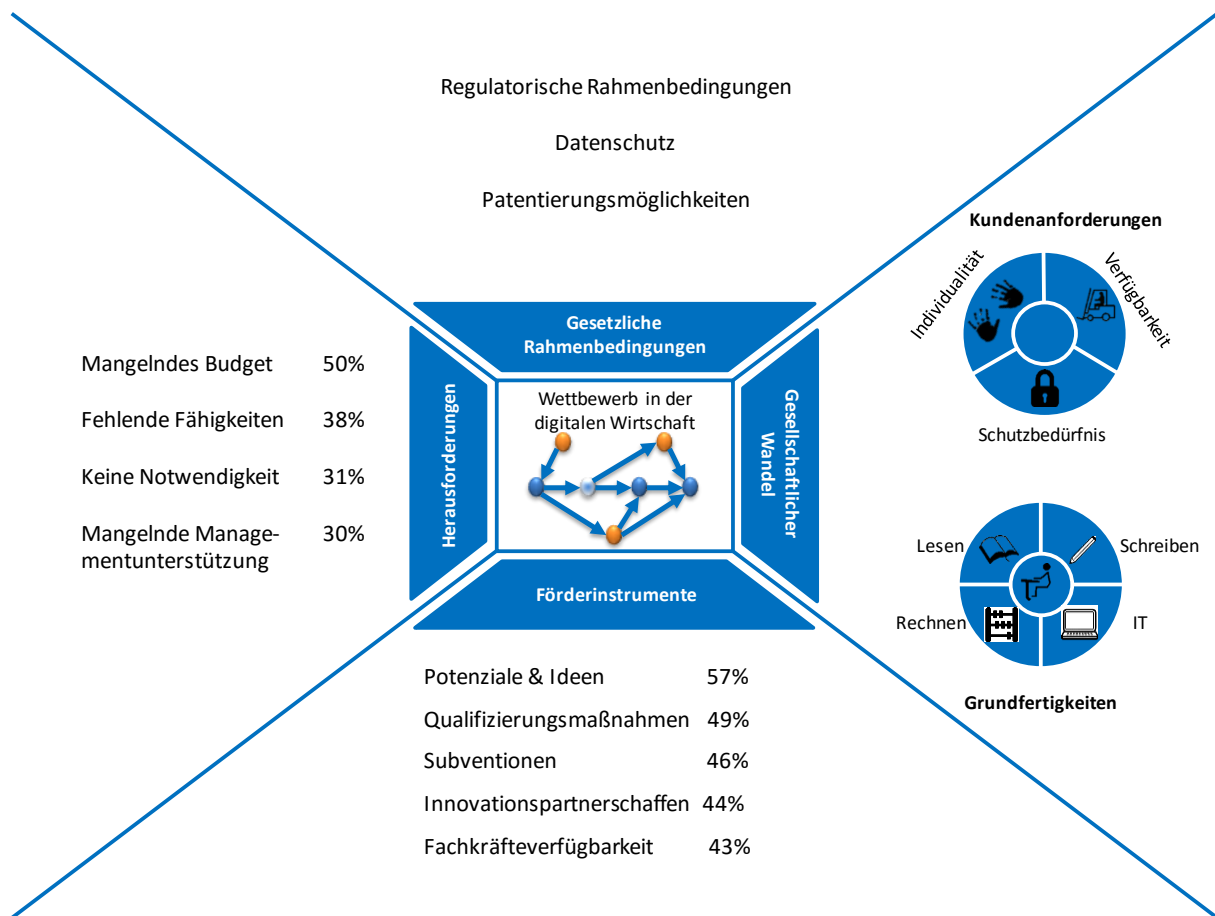 Regulatorische Rahmenbedingungen
Datenschutz
Patentierungsmöglichkeiten
Kundenanforderungen
Individualität
Verfügbarkeit
Schutzbedürfnis
Gesetzliche
Rahmenbedingungen
Mangelndes Budget 50%
Fehlende Fähigkeiten 38%
Keine Notwendigkeit 31%
Mangelnde Manage- 30%
mentunterstützung
Herausforderungen
Wettbewerb in der
digitalen Wirtschaft
Gesellschaftlicher
Wandel
Förderinstrumente
Lesen
Schreiben
Rechnen
IT
Grundfertigkeiten
Potenziale & Ideen 57%
Qualifizierungsmaßnahmen 49%
Subventionen 46%
Innovationspartnerschaffen 44%
Fachkräfteverfügbarkeit 43%